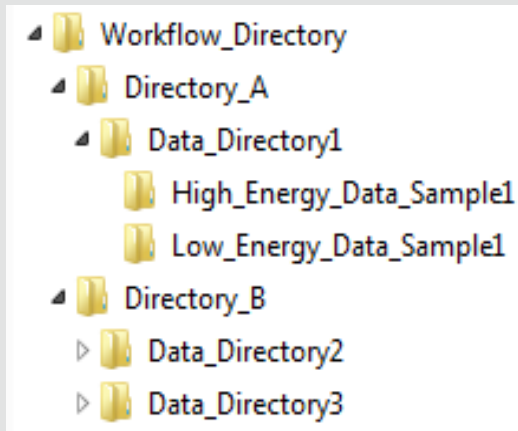 Workflow_Directory
Directory_A
Data_Directory1
High_Energy_Data_Sample1
Low_Energy_Data_Sample1
Directory_B
Data_Directory2
Data_Directory3